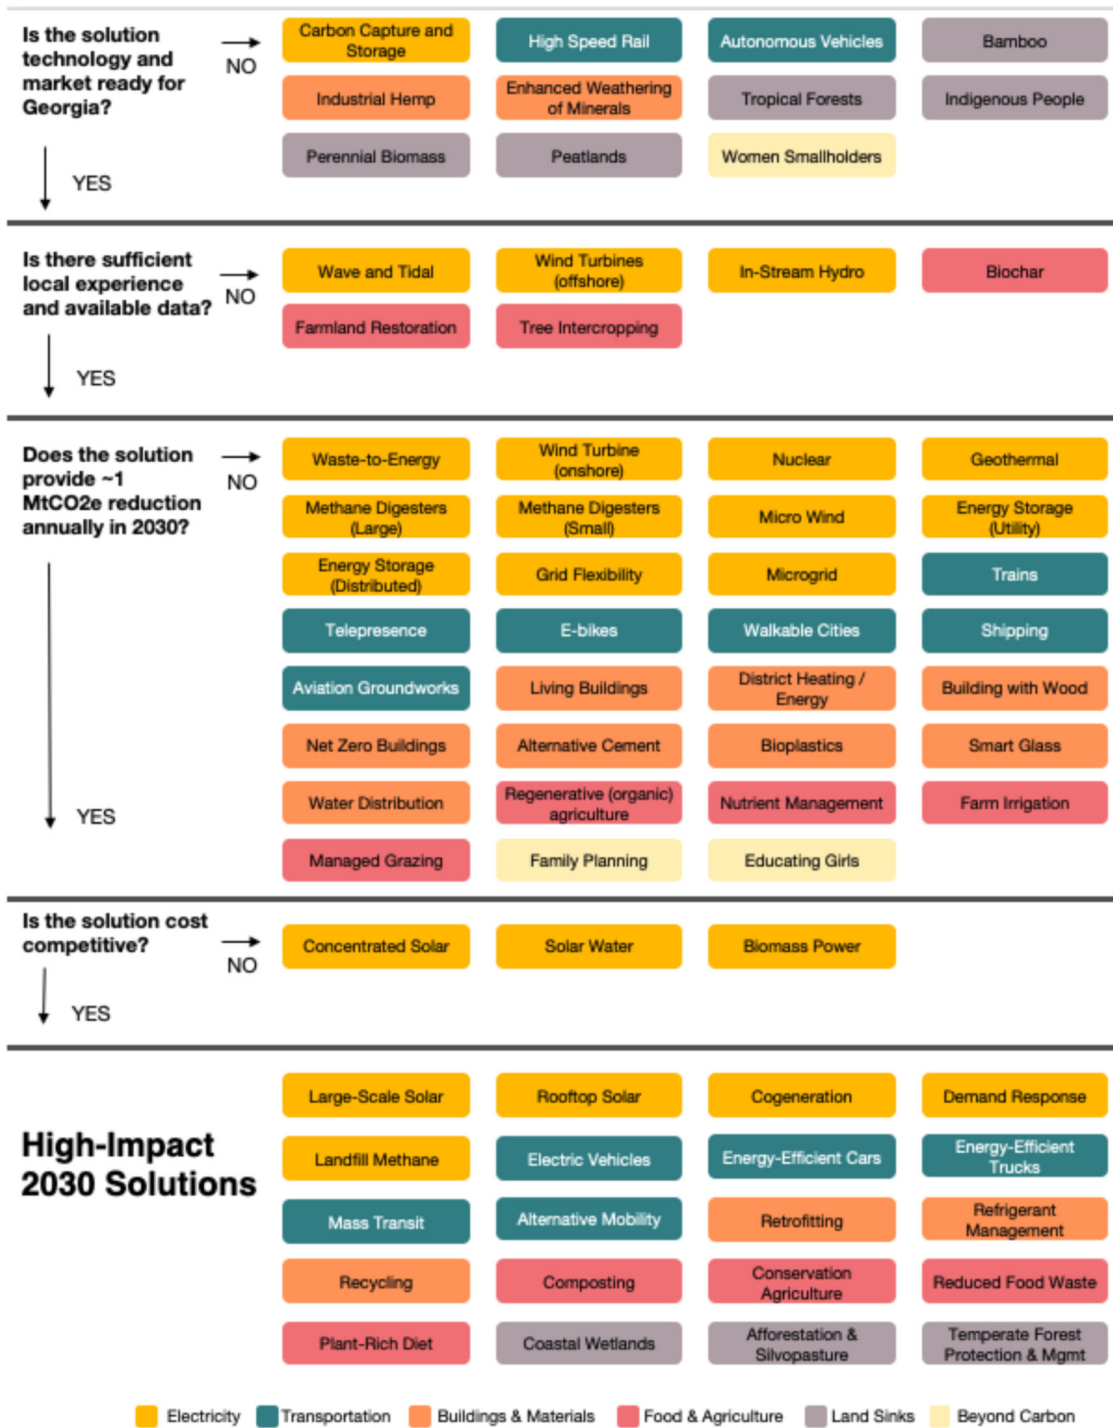 Is the solution
technology and
market ready for
Georgia?
NO
YES
Carbon Capture and
Storage
High Speed Rail
Autonomous Vehicles
Bamboo
Industrial Hemp
Enhanced Weathering
of Minerals
Tropical Forests
Indigenous People
Perennial Biomass
Peatlands
Women Smallholders
Is there sufficient
local experience
and available data?
NO
YES
Wave and Tidal
Wind Turbines
(offshore)
In-Stream Hydro
Biochar
Farmland Restoration
Tree Intercropping
Does the solution
provide ~1
MtCO2e reduction
annually in 2030?
NO
YES
Waste-to-Energy
Wind Turbine
(onshore)
Nuclear
Geothermal
Methane Digesters
(Large)
Methane Digesters
(Small)
Micro Wind
Energy Storage
(Utility)
Energy Storage
(Distributed)
Grid Flexibility
Microgrid
Trains
Telepresence
E-bikes
Walkable Cities
Shipping
Aviation Groundworks
Living Buildings
District Heating /
Energy
Building with Wood
Net Zero Buildings
Alternative Cement
Bioplastics
Smart Glass
Water Distribution
Regenerative (organic)
agriculture
Nutrient Management
Farm Irrigation
Managed Grazing
Family Planning
Educating Girls
Is the solution cost
competitive?
NO
YES
Concentrated Solar
Solar Water
Biomass Power
High-Impact
2030 Solutions
Large-Scale Solar
Rooftop Solar
Cogeneration
Demand Response
Landfill Methane
Electric Vehicles
Energy-Efficient Cars
Energy-Efficient
Trucks
Mass Transit
Alternative Mobility
Retrofitting
Refrigerant
Management
Recycling
Composting
Conservation
Agriculture
Reduced Food Waste
Plant-Rich Diet
Coastal Wetlands
Afforestation &
Silvopasture
Temperate Forest
Protection & Mgmt
Electricity
Transportation
Buildings & Materials
Food & Agriculture
Land Sinks
Beyond Carbon